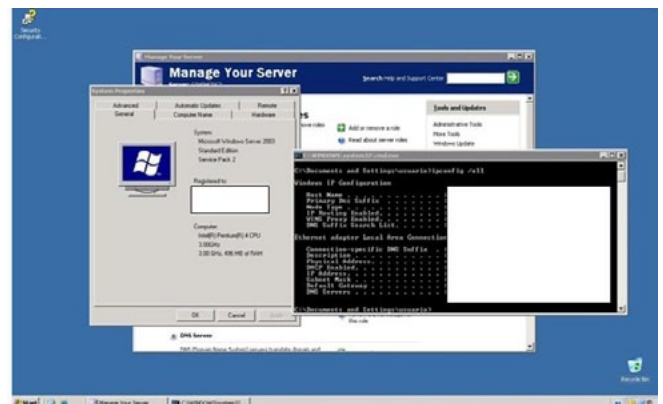 Security
Configurati...
Manage Your Server
Manage Your Server
Search Help and Support Center
System Properties
Advanced
Automatic Updates
Remote
General
Computer Name
Hardware
System:
Microsoft Windows Server 2003
Standard Edition
Service Pack 2
Registered to:
Computer:
Intel(R) Pentium(R) 4 CPU
3.00GHz
3.00 GHz, 496 MB of RAM
OK
Cancel
Apply
Add or remove a role
Read about server roles
Tools and Updates
Administrative Tools
More Tools
Windows Update
C:\Documents and Settings\usuario>ipconfig /all
Windows IP Configuration
Host Name . . . . . . . . . . . . :
Primary Dns Suffix . . . . . . . :
Node Type . . . . . . . . . . . . :
IP Routing Enabled. . . . . . . . :
WINS Proxy Enabled. . . . . . . . :
DNS Suffix Search List. . . . . . :
Ethernet adapter Local Area Connection
Connection-specific DNS Suffix . :
Description . . . . . . . . . . . :
Physical Address. . . . . . . . . :
DHCP Enabled. . . . . . . . . . . :
IP Address. . . . . . . . . . . . :
Subnet Mask . . . . . . . . . . . :
Default Gateway . . . . . . . . . :
DNS Servers . . . . . . . . . . . :
C:\Documents and Settings\usuario>
this role
DNS Server
Recycle Bin
Start
Manage Your Server